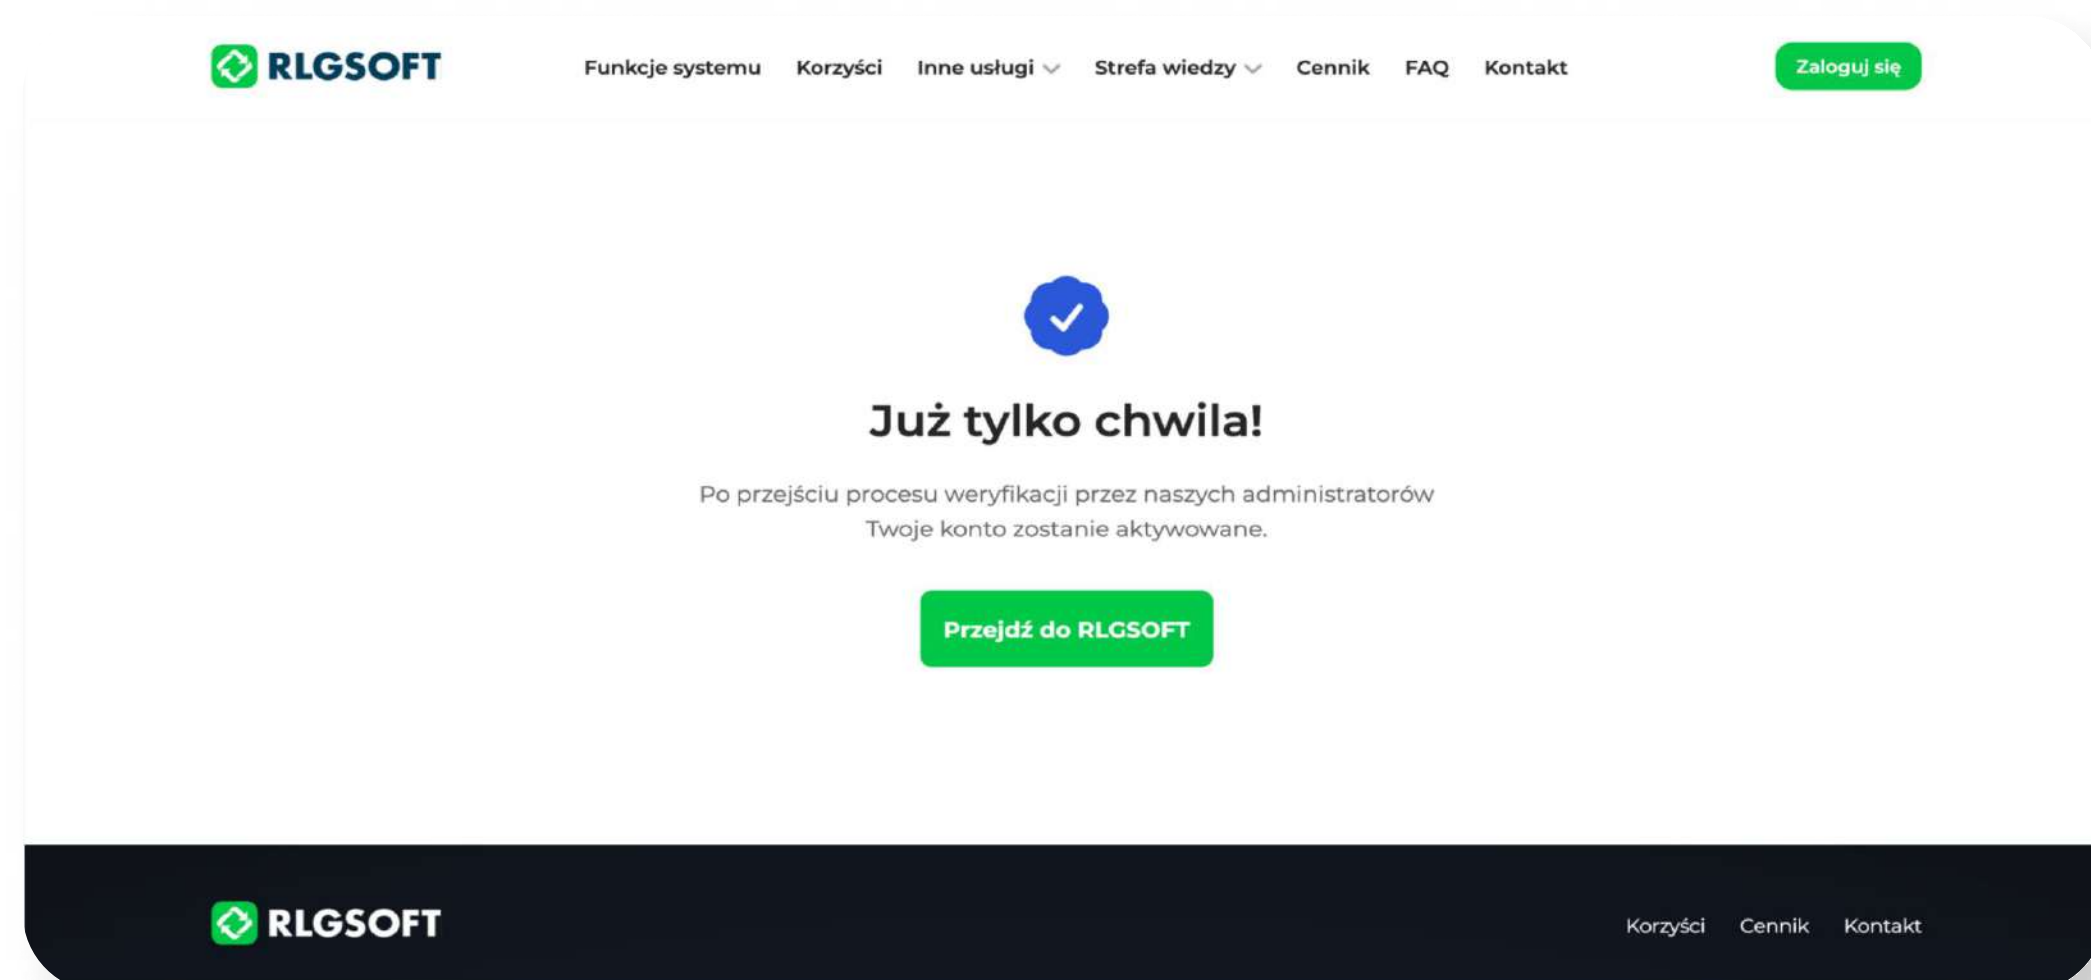 RLGSOFT
Funkcje systemu Korzyści Inne usługi Strefa wiedzy Cennik FAQ Kontakt
Zaloguj się
Już tylko chwila!
Po przejściu procesu weryfikacji przez naszych administratorów
Twoje konto zostanie aktywowane.
Przejdź do RLGSOFT
RLGSOFT
Korzyści Cennik Kontakt